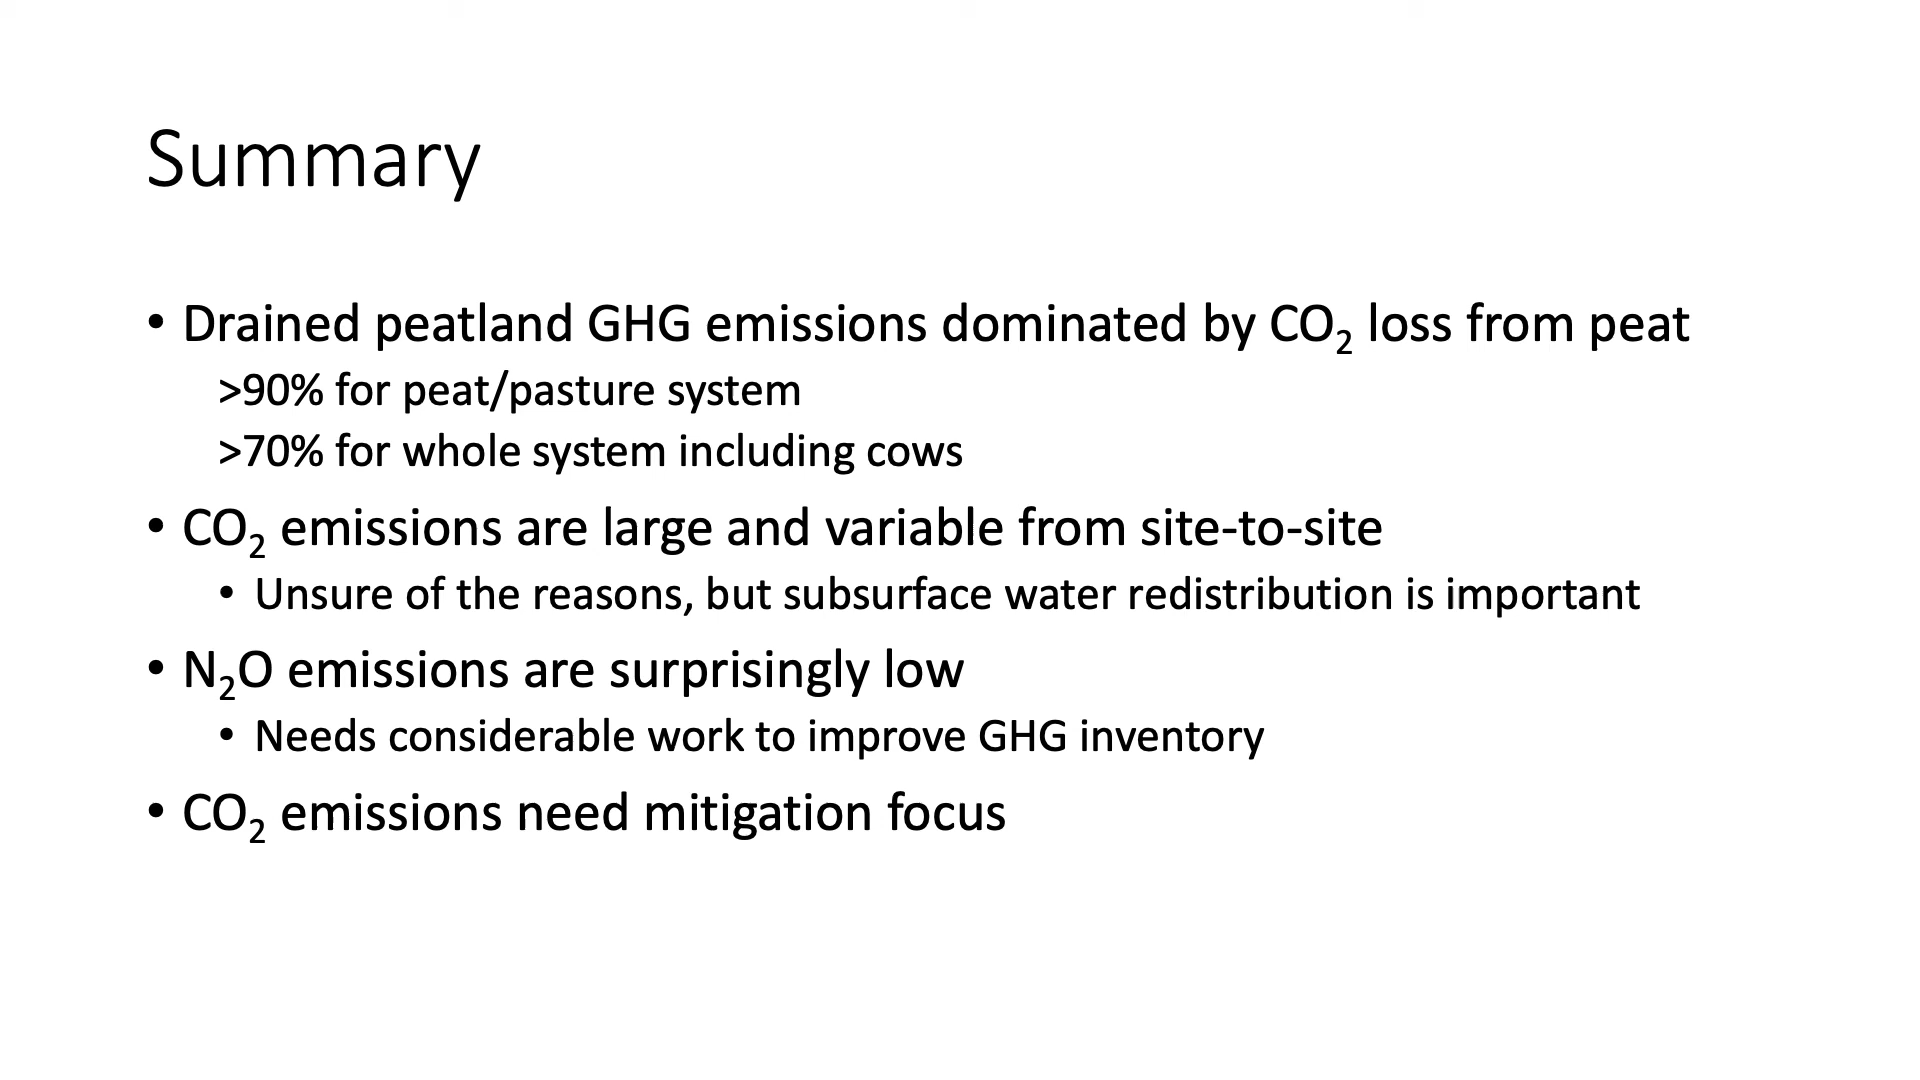 Summary
• Drained peatland GHG emissions dominated by CO₂ loss from peat
>90% for peat/pasture system
>70% for whole system including cows
• CO₂ emissions are large and variable from site-to-site
• Unsure of the reasons, but subsurface water redistribution is important
• N₂O emissions are surprisingly low
• Needs considerable work to improve GHG inventory
• CO₂ emissions need mitigation focus